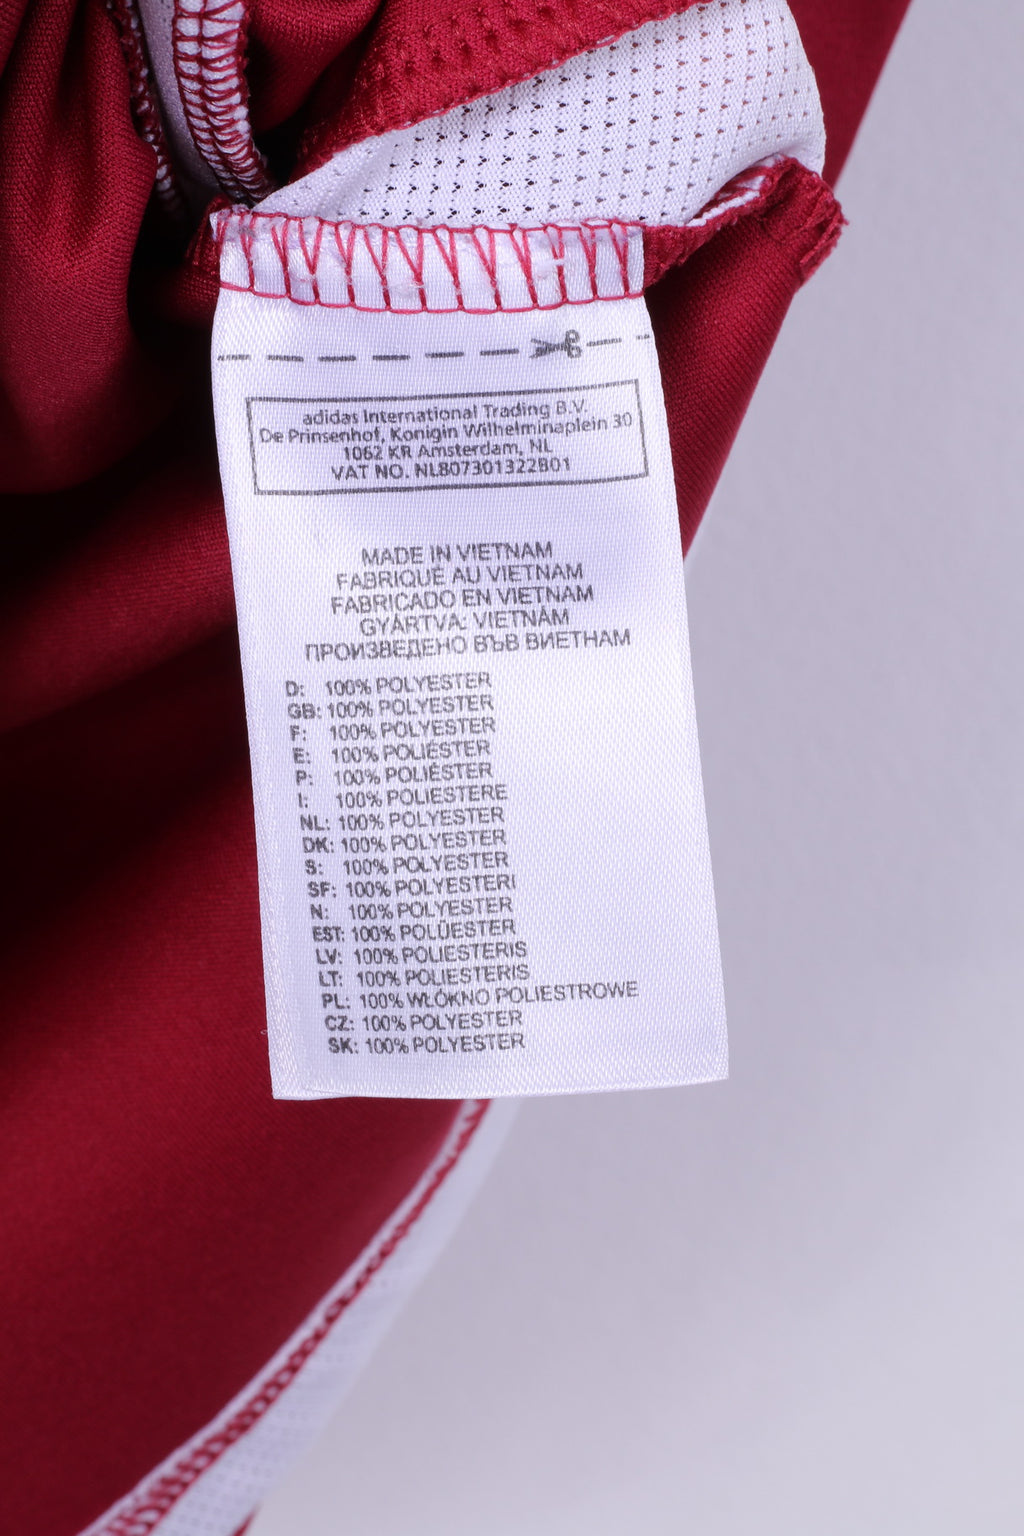 adidas International Trading B.V.
De Prinsenhof, Konigin Wilhelminaplein 30
1062 KR Amsterdam, NL
VAT NO. NL807301322B01
MADE IN VIETNAM
FABRIQUÉ AU VIETNAM
FABRICADO EN VIETNAM
GYÁRTVA: VIETNÁM
ПРОИЗВЕДЕНО ВЪВ ВИЕТНАМ
D: 100% POLYESTER
GB: 100% POLYESTER
F: 100% POLYESTER
E: 100% POLIÉSTER
P: 100% POLIÉSTER
I: 100% POLIESTERE
NL: 100% POLYESTER
DK: 100% POLYESTER
S: 100% POLYESTER
SF: 100% POLYESTERI
N: 100% POLYESTER
EST: 100% POLÜESTER
LV: 100% POLIESTERIS
LT: 100% POLIESTERIS
PL: 100% WŁÓKNO POLIESTROWE
CZ: 100% POLYESTER
SK: 100% POLYESTER